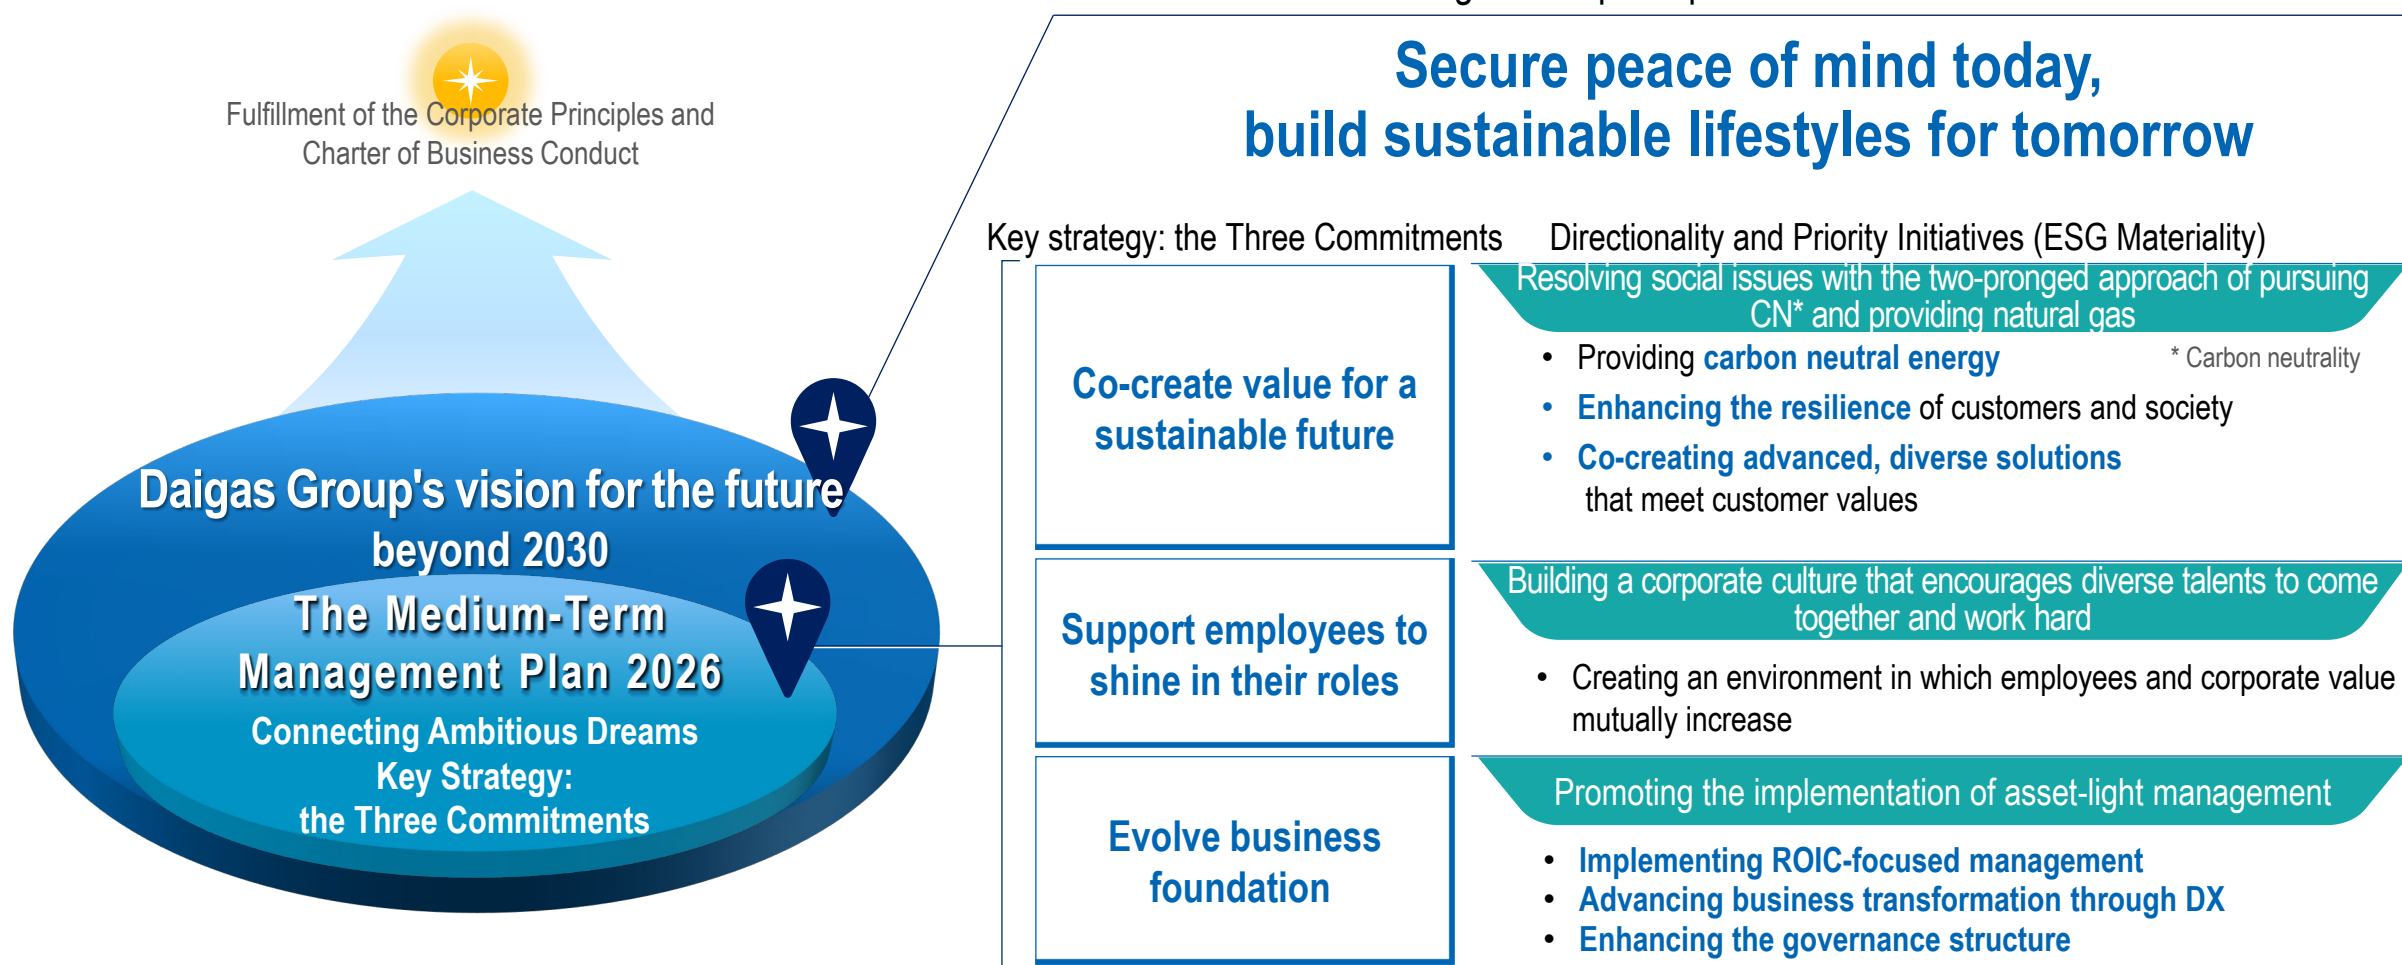 Fulfillment of the Corporate Principles and
Charter of Business Conduct
Daigas Group's vision for the future
beyond 2030
The Medium-Term
Management Plan 2026
Connecting Ambitious Dreams
Key Strategy:
the Three Commitments
Secure peace of mind today,
build sustainable lifestyles for tomorrow
Key strategy: the Three Commitments
Directionality and Priority Initiatives (ESG Materiality)
Co-create value for a
sustainable future
Resolving social issues with the two-pronged approach of pursuing
CN* and providing natural gas
• Providing carbon neutral energy
* Carbon neutrality
• Enhancing the resilience of customers and society
• Co-creating advanced, diverse solutions
that meet customer values
Support employees to
shine in their roles
Building a corporate culture that encourages diverse talents to come
together and work hard
• Creating an environment in which employees and corporate value
mutually increase
Evolve business
foundation
Promoting the implementation of asset-light management
• Implementing ROIC-focused management
• Advancing business transformation through DX
• Enhancing the governance structure